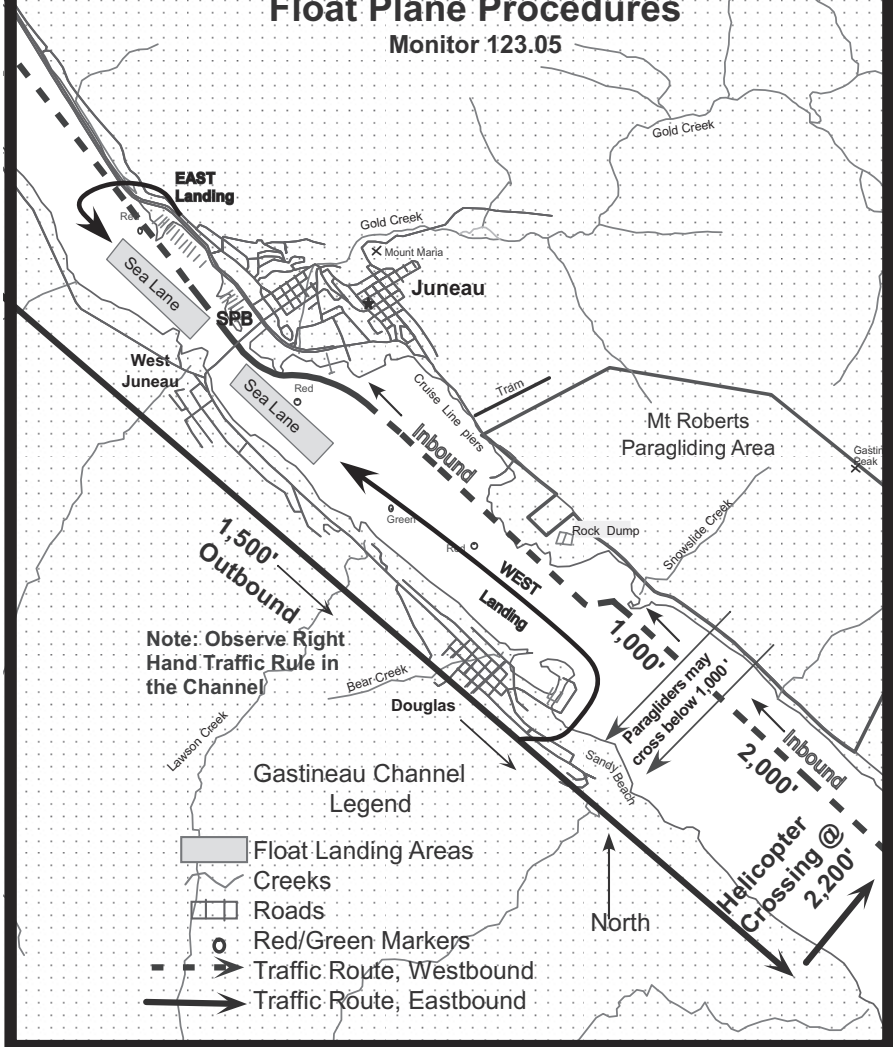 Float Plane Procedures
Monitor 123.05
Gold Creek
EAST
Landing
Red
Gold Creek
Mount Maria
Sea Lane
Juneau
SPB
West
Juneau
Red
Sea Lane
Cruise Line piers
Tram
Inbound
Mt Roberts
Paragliding Area
Peak
Green
Red
Rock Dump
Snowslide Creek
1,500'
Outbound
WEST
Landing
1,000'
Note: Observe Right
Hand Traffic Rule in
the Channel
Bear Creek
Douglas
Paragliders may
cross below 1,000'
Lawson Creek
Sandy Beach
Inbound
2,000'
Helicopter
Crossing @
2,200'
North
Gastineau Channel
Legend
Float Landing Areas
Creeks
Roads
Red/Green Markers
Traffic Route, Westbound
Traffic Route, Eastbound